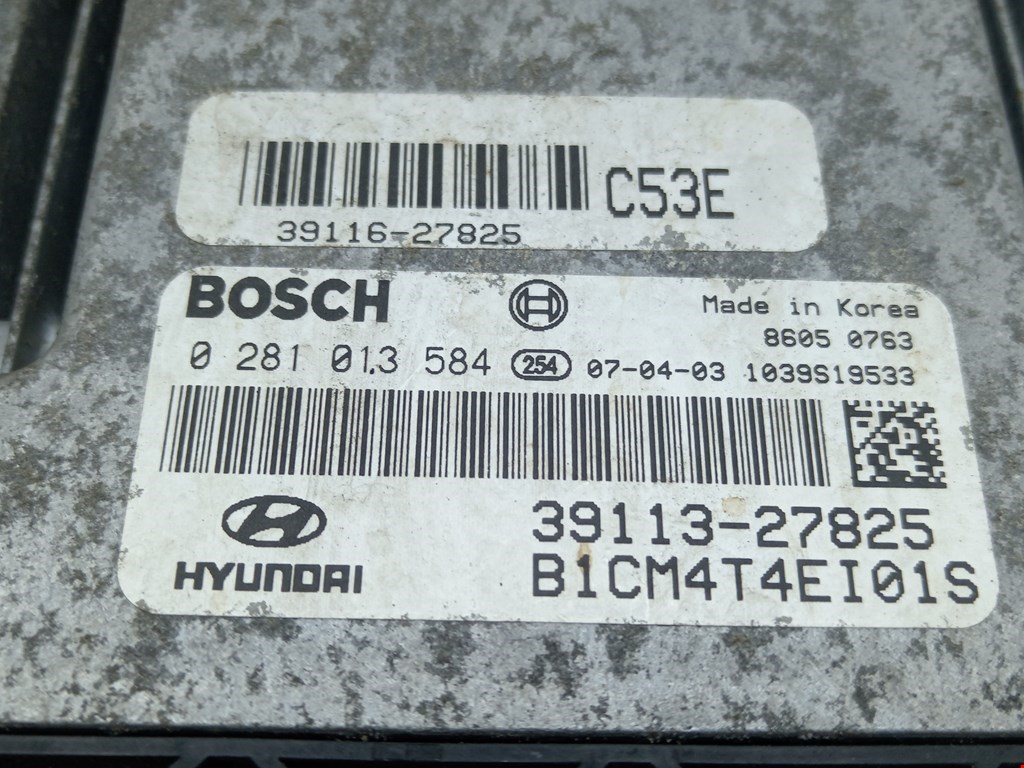 C53E
39116-27825
BOSCH
Made in Korea
8605 0763
0 281 013 584 254 07-04-03 1039S19533
39113-27825
HYUNDAI
B1CM4T4EI01S